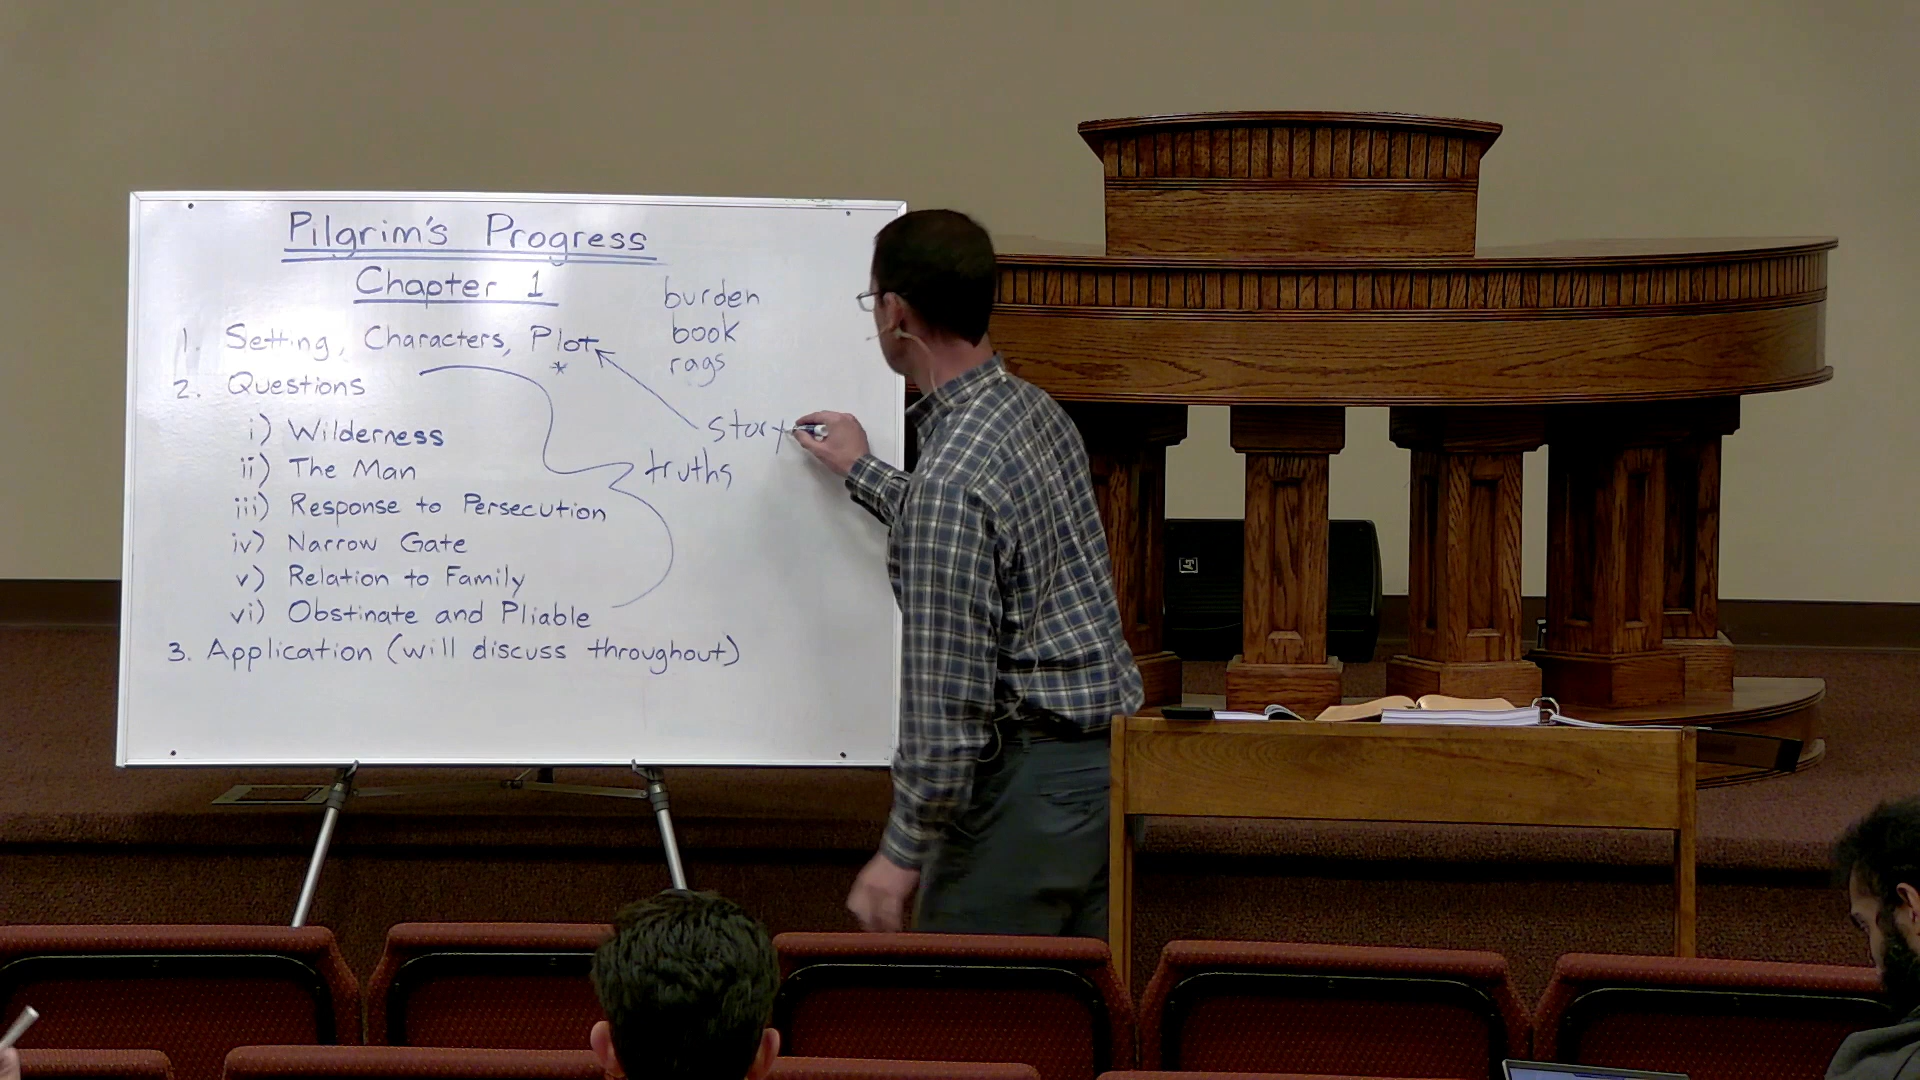 Pilgrim's Progress
Chapter 1
burden
book
rags
1. Setting, Characters, Plot
*
2. Questions
i) Wilderness
ii) The Man
iii) Response to Persecution
iv) Narrow Gate
v) Relation to Family
vi) Obstinate and Pliable
story
truths
3. Application (will discuss throughout)